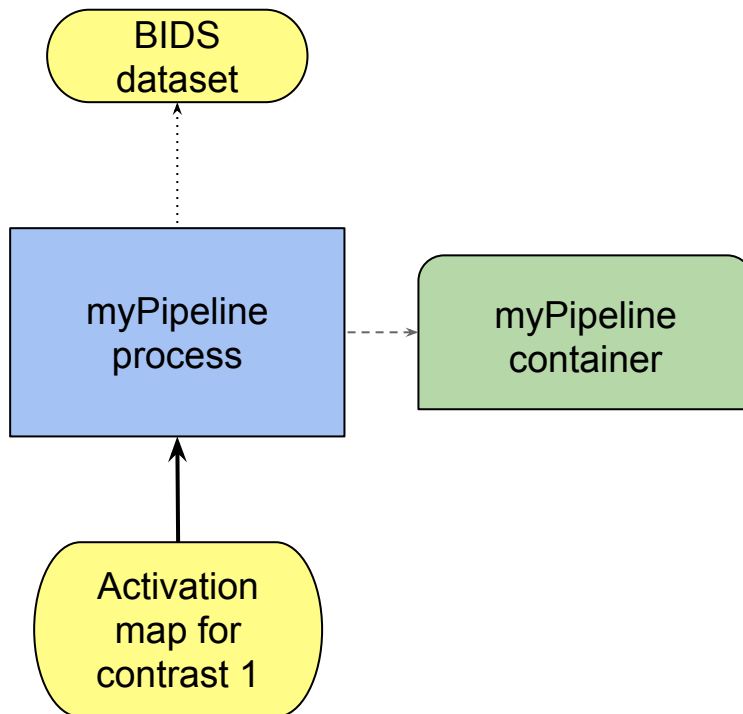 BIDS
dataset
myPipeline
process
myPipeline
container
Activation
map for
contrast 1